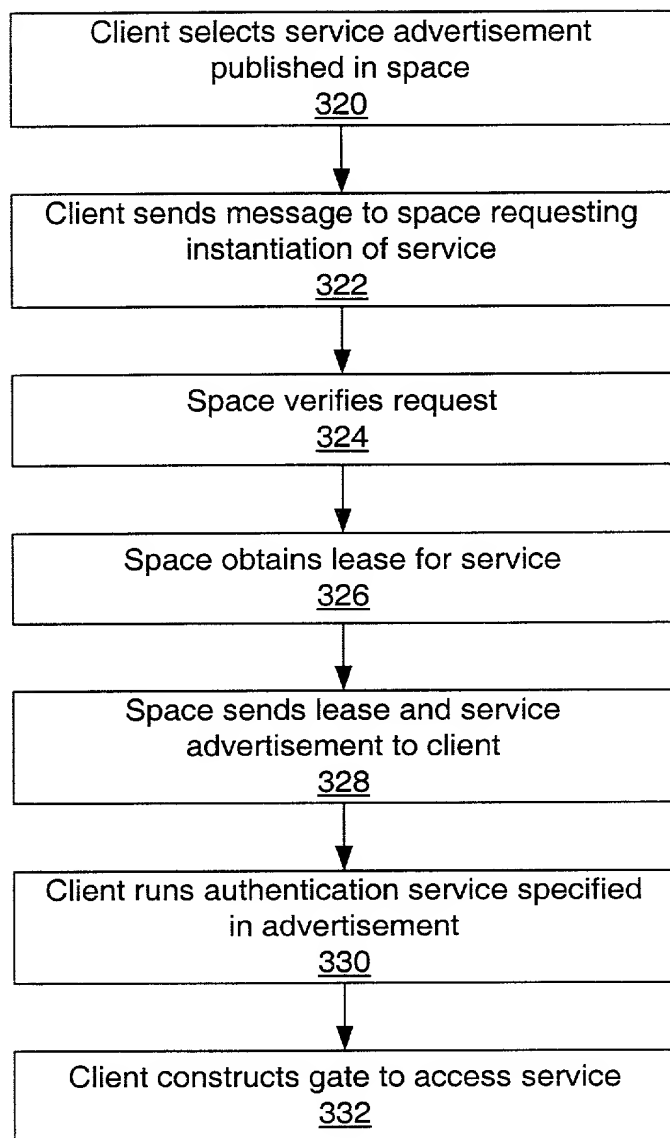 Client selects service advertisement
published in space
320
Client sends message to space requesting
instantiation of service
322
Space verifies request
324
Space obtains lease for service
326
Space sends lease and service
advertisement to client
328
Client runs authentication service specified
in advertisement
330
Client constructs gate to access service
332